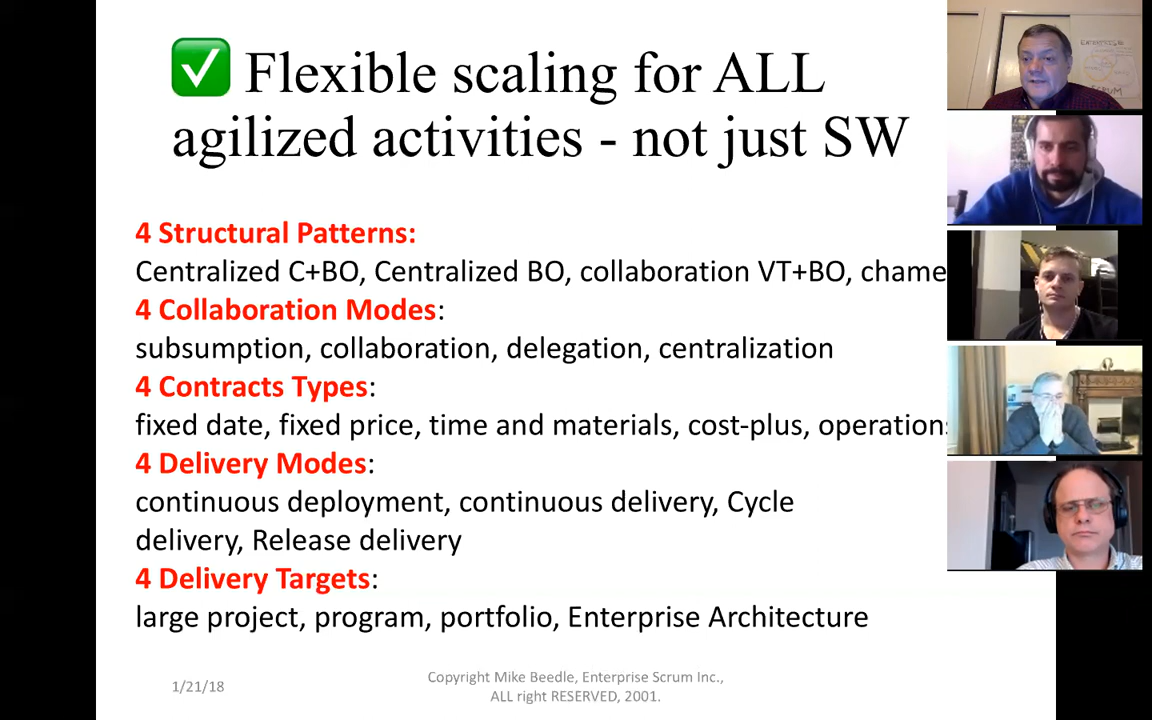 ✅ Flexible scaling for ALL
agilized activities - not just SW
4 Structural Patterns:
Centralized C+BO, Centralized BO, collaboration VT+BO, chame
4 Collaboration Modes:
subsumption, collaboration, delegation, centralization
4 Contracts Types:
fixed date, fixed price, time and materials, cost-plus, operations
4 Delivery Modes:
continuous deployment, continuous delivery, Cycle
delivery, Release delivery
4 Delivery Targets:
large project, program, portfolio, Enterprise Architecture
1/21/18
Copyright Mike Beedle, Enterprise Scrum Inc.,
ALL right RESERVED, 2001.
ENTERPRISE
SCRUM